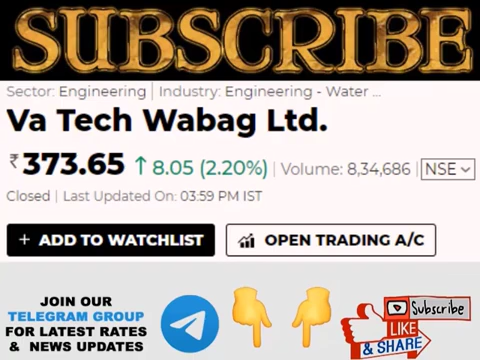 SUBSCRIBE
Sector: Engineering | Industry: Engineering - Water ...
Va Tech Wabag Ltd.
₹373.65 ↑8.05 (2.20%) | Volume: 8,34,686 | NSE
Closed | Last Updated On: 03:59 PM IST
+ ADD TO WATCHLIST OPEN TRADING A/C
JOIN OUR
TELEGRAM GROUP
FOR LATEST RATES
& NEWS UPDATES
Subscribe
LIKE
& SHARE